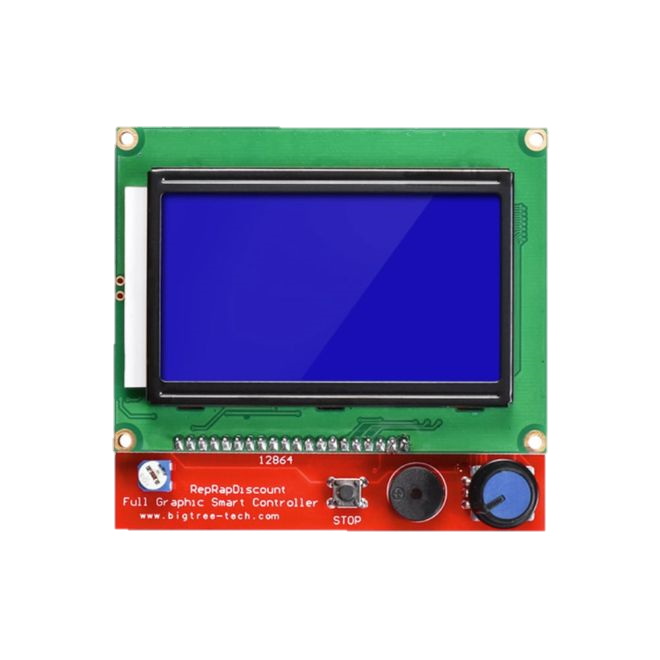 12864
RepRapDiscount
Full Graphic Smart Controller
www.bigtree-tech.com
STOP